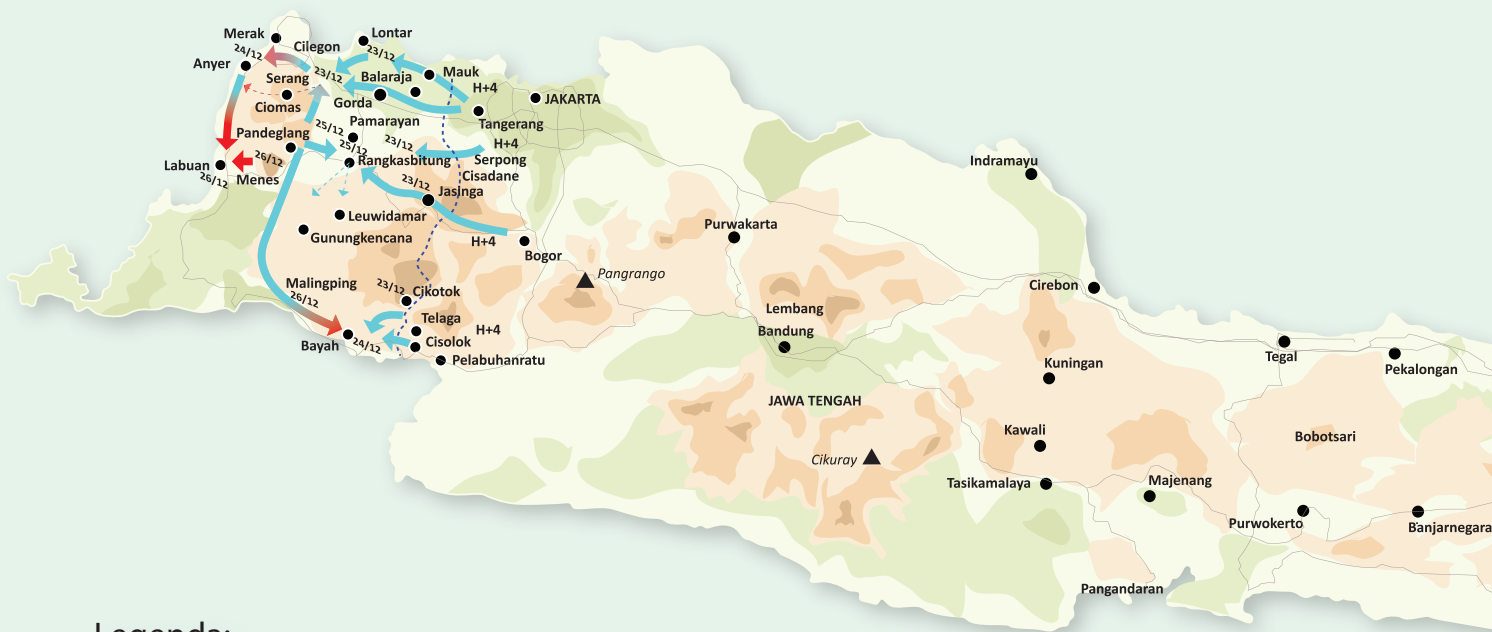 Merak
Lontar
24/12
Cilegon
23/12
Anyer
23/12
Mauk
Serang
Balaraja
H+4
Ciomas
Gorda
JAKARTA
Pamarayan
Tangerang
25/12
Pandeglang
25/12
23/12
H+4
Labuan
26/12
Rangkasbitung
Serpong
26/12
Menes
Cisadane
23/12
Jasinga
Leuwidamar
Gunungkencana
H+4
Bogor
Malingping
26/12
23/12
Cikotok
Telaga
H+4
Bayah
24/12
Cisolok
Pelabuhanratu
Pangrango
Indramayu
Purwakarta
Cirebon
Lembang
Bandung
Kuningan
Tegal
Pekalongan
JAWA TENGAH
Kawali
Bobotsari
Cikuray
Tasikamalaya
Majenang
Purwokerto
Banjarnegara
Pangandaran
Legenda: